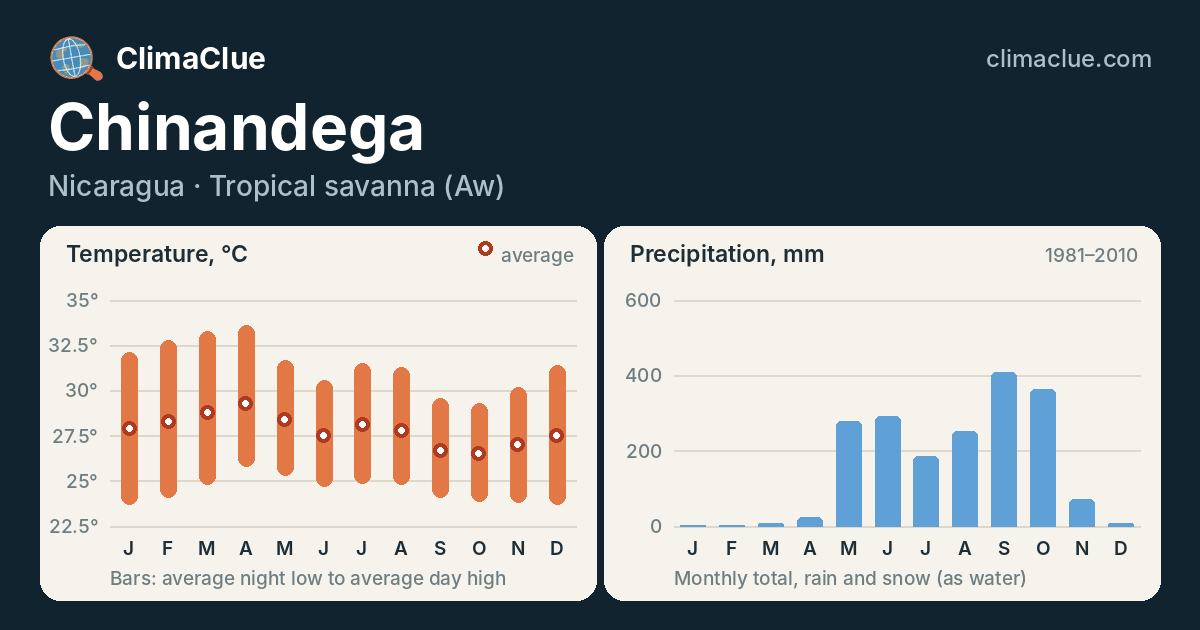 ClimaClue
climaclue.com
Chinandega
Nicaragua · Tropical savanna (Aw)
Temperature, °C
average
35°
32.5°
30°
27.5°
25°
22.5°
J F M A M J J A S O N D
Bars: average night low to average day high
Precipitation, mm
1981–2010
600
400
200
0
J F M A M J J A S O N D
Monthly total, rain and snow (as water)